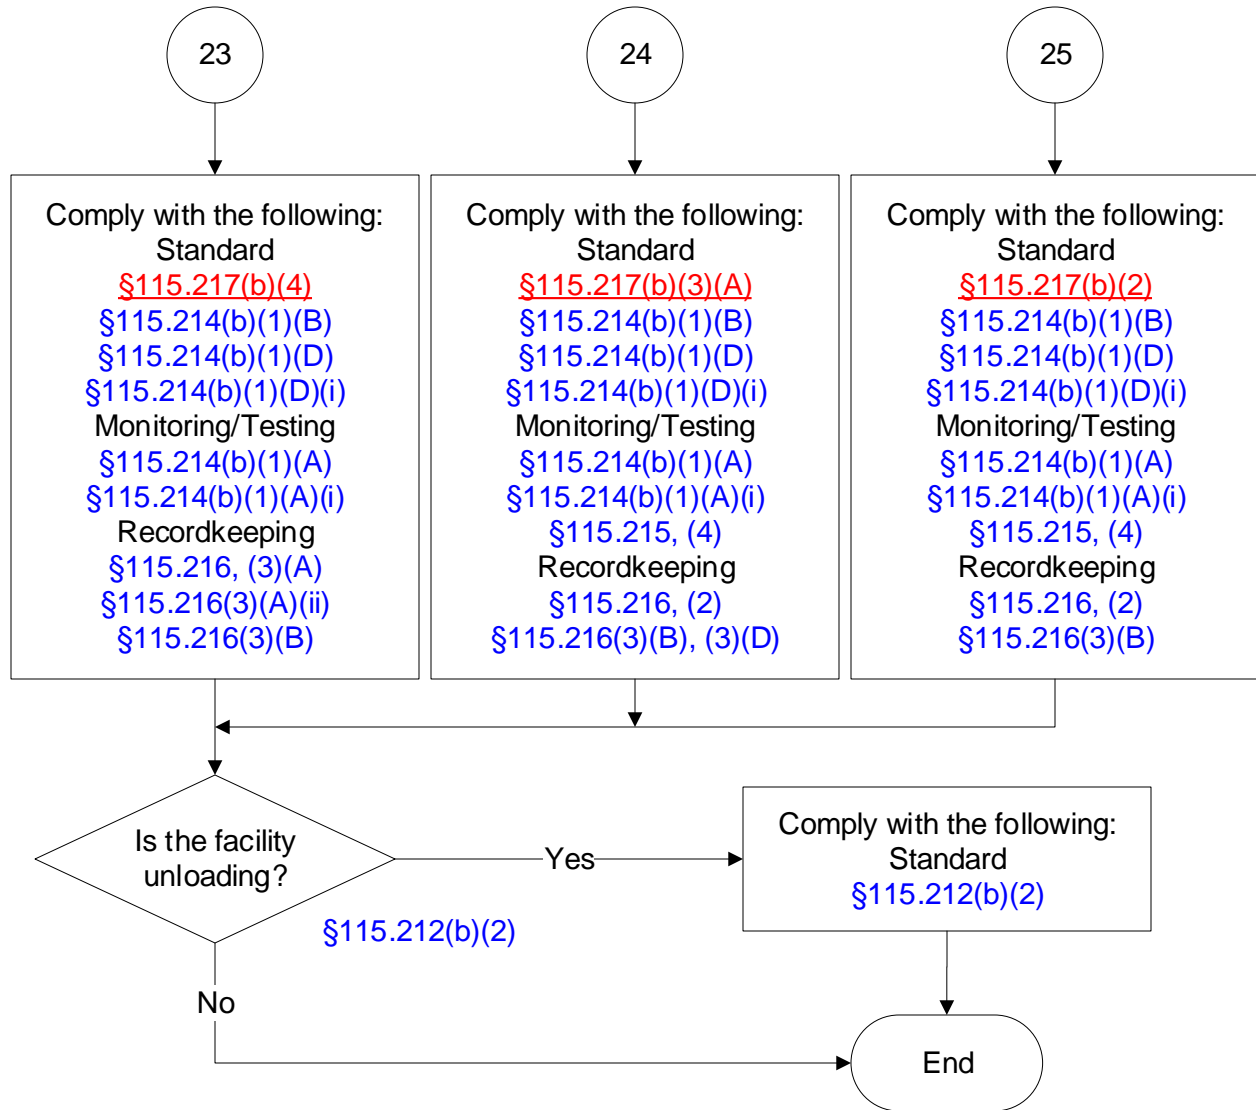 23
24
25
Comply with the following:
Standard
§115.217(b)(4)
§115.214(b)(1)(B)
§115.214(b)(1)(D)
§115.214(b)(1)(D)(i)
Monitoring/Testing
§115.214(b)(1)(A)
§115.214(b)(1)(A)(i)
Recordkeeping
§115.216, (3)(A)
§115.216(3)(A)(ii)
§115.216(3)(B)
Comply with the following:
Standard
§115.217(b)(3)(A)
§115.214(b)(1)(B)
§115.214(b)(1)(D)
§115.214(b)(1)(D)(i)
Monitoring/Testing
§115.214(b)(1)(A)
§115.214(b)(1)(A)(i)
§115.215, (4)
Recordkeeping
§115.216, (2)
§115.216(3)(B), (3)(D)
Comply with the following:
Standard
§115.217(b)(2)
§115.214(b)(1)(B)
§115.214(b)(1)(D)
§115.214(b)(1)(D)(i)
Monitoring/Testing
§115.214(b)(1)(A)
§115.214(b)(1)(A)(i)
§115.215, (4)
Recordkeeping
§115.216, (2)
§115.216(3)(B)
Is the facility
unloading?
Yes
§115.212(b)(2)
No
Comply with the following:
Standard
§115.212(b)(2)
End